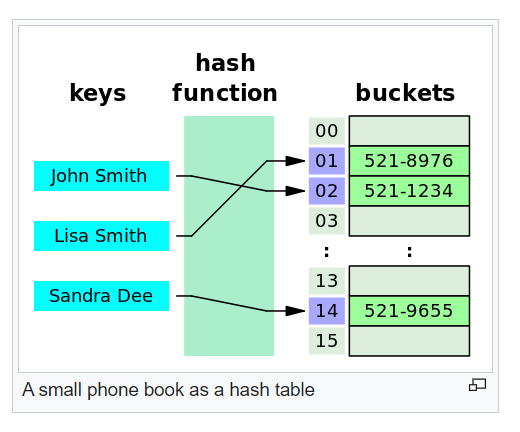 hash
keys function buckets
00
John Smith 01 521-8976
02 521-1234
Lisa Smith 03
: :
13
Sandra Dee 14 521-9655
15
A small phone book as a hash table